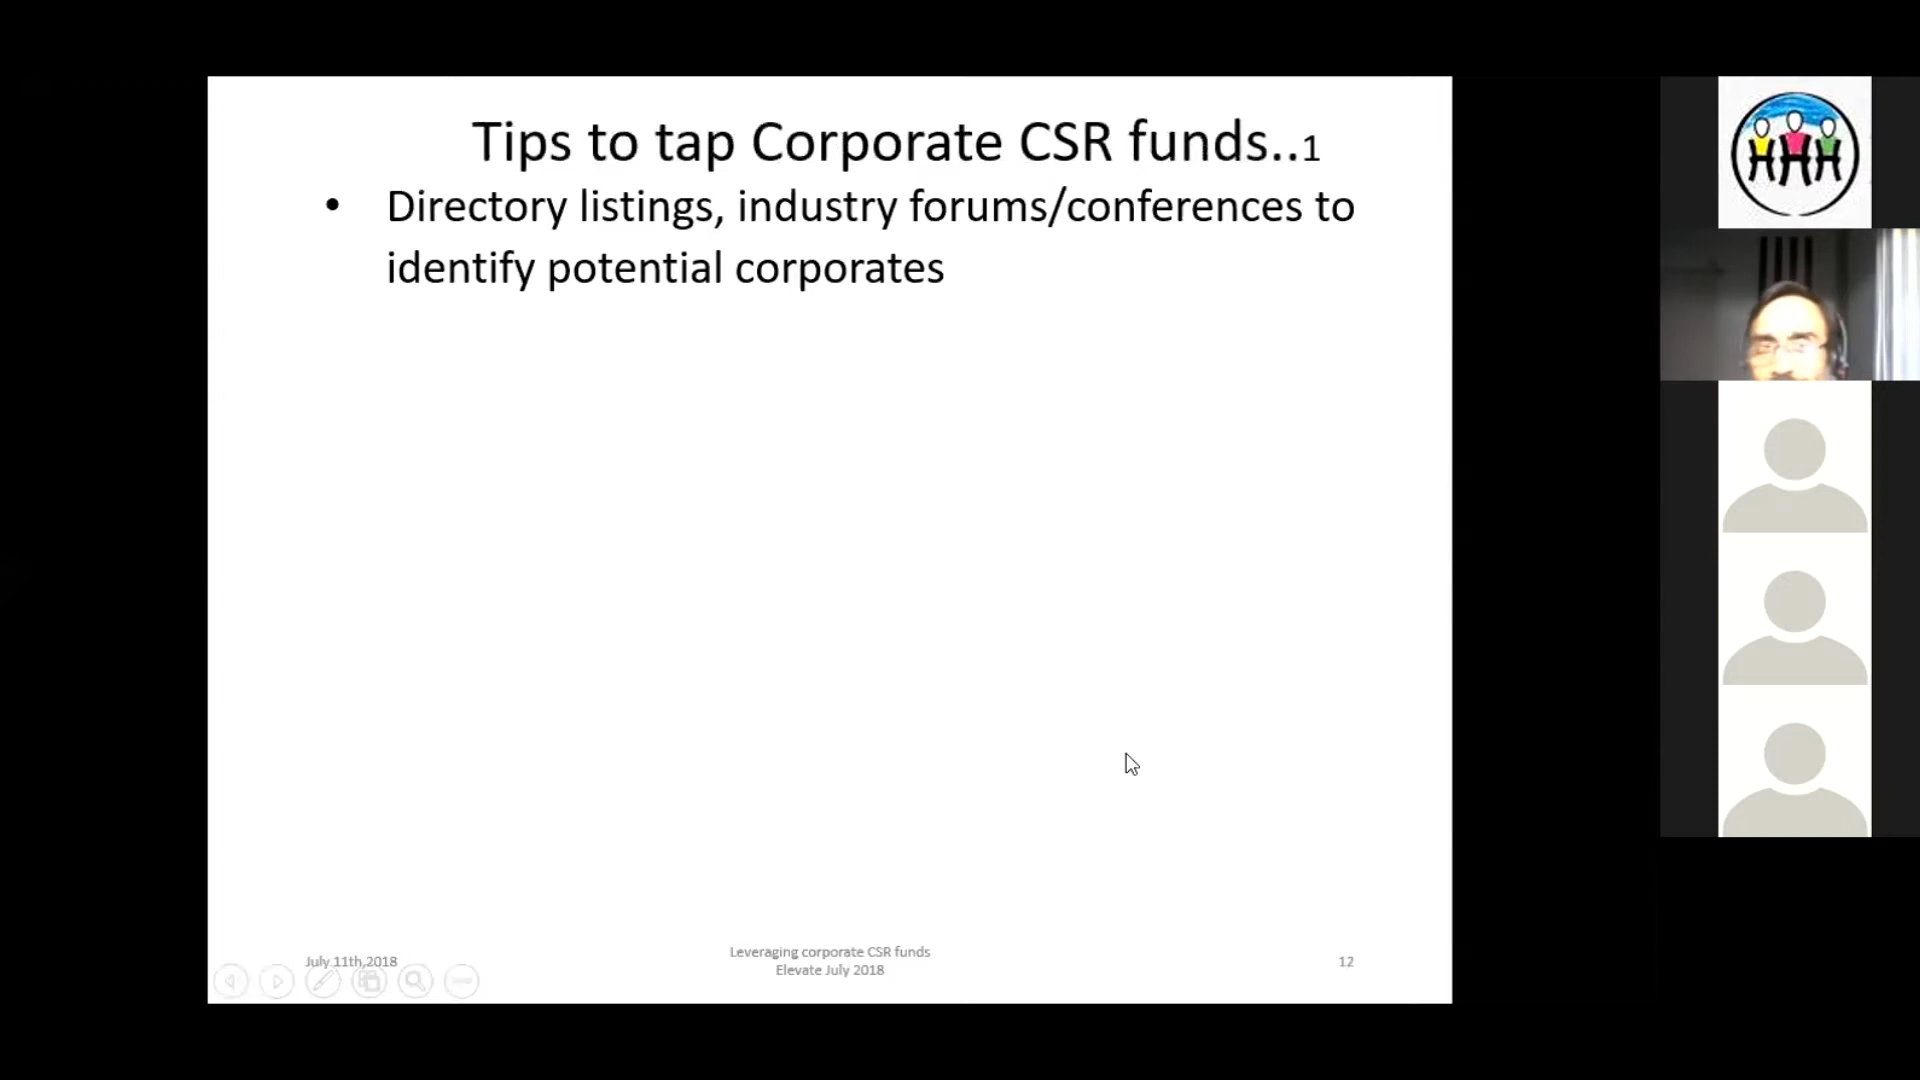 Tips to tap Corporate CSR funds..1
• Directory listings, industry forums/conferences to
identify potential corporates
July 11th,2018
Leveraging corporate CSR funds
Elevate July 2018
12